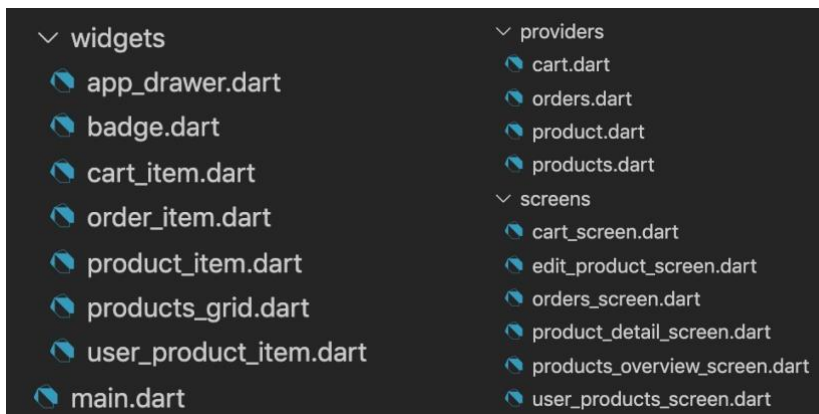 widgets
app_drawer.dart
badge.dart
cart_item.dart
order_item.dart
product_item.dart
products_grid.dart
user_product_item.dart
main.dart
providers
cart.dart
orders.dart
product.dart
products.dart
screens
cart_screen.dart
edit_product_screen.dart
orders_screen.dart
product_detail_screen.dart
products_overview_screen.dart
user_products_screen.dart